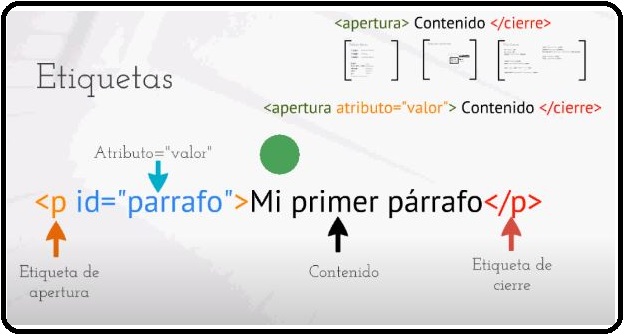 <apertura> Contenido </cierre>
Etiquetas
<apertura atributo="valor"> Contenido </cierre>
Atributo="valor"
<p id="parrafo">Mi primer párrafo</p>
Etiqueta de
apertura
Contenido
Etiqueta de
cierre